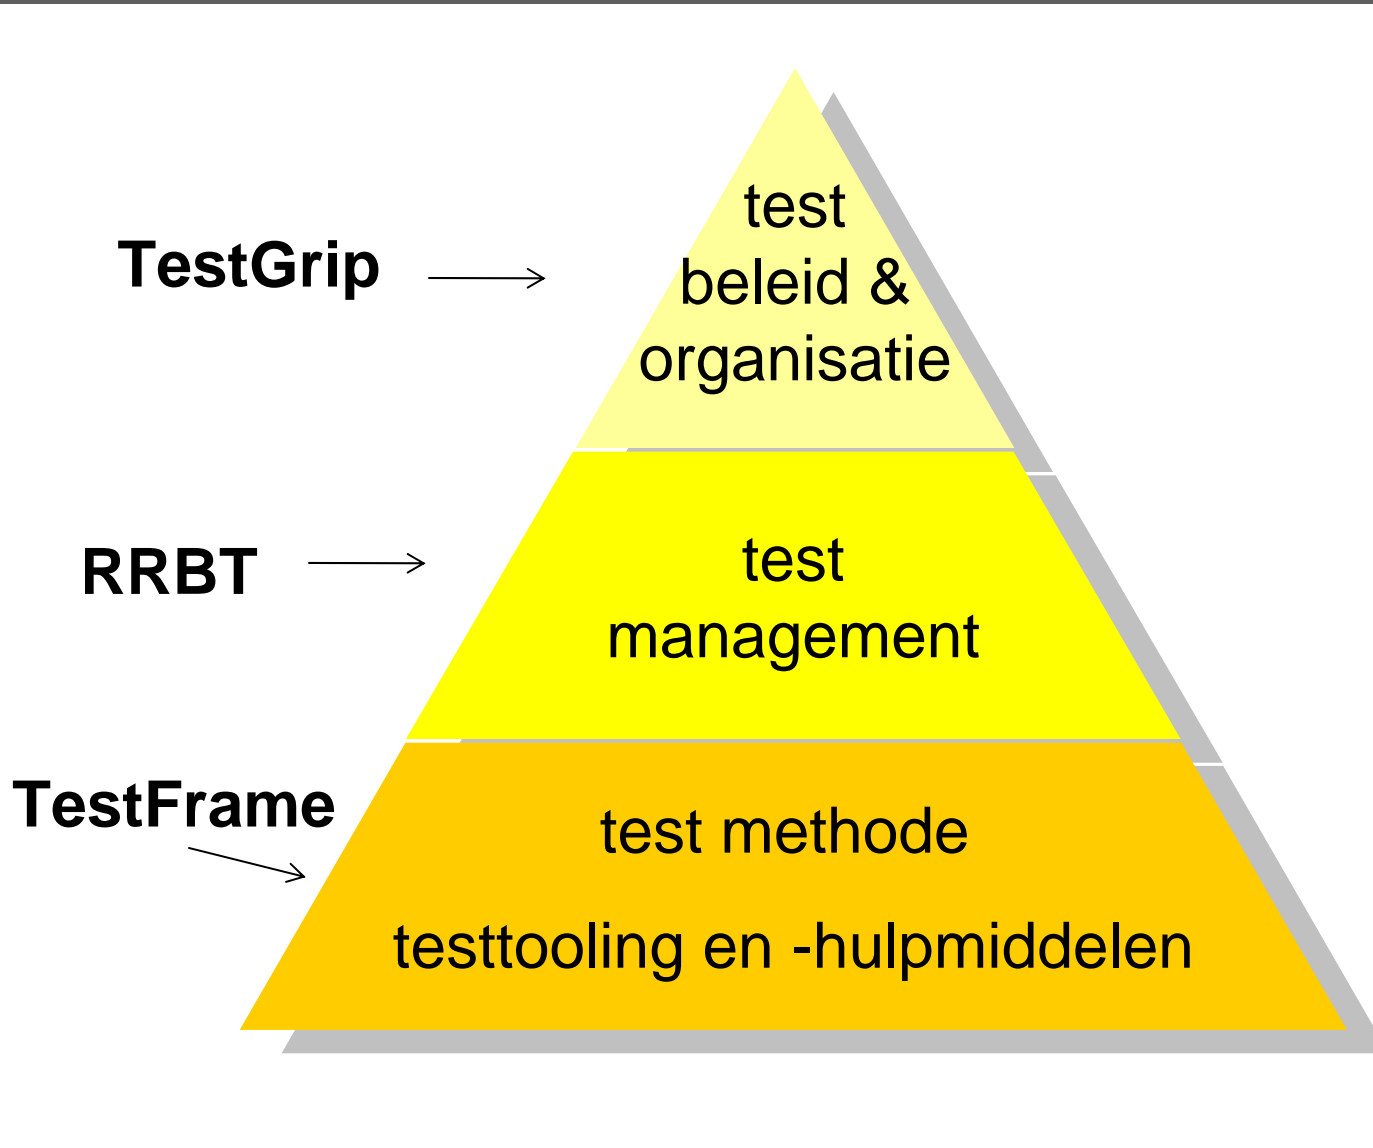 TestGrip
test
beleid &
organisatie
RRBT
test
management
TestFrame
test methode
testtooling en -hulpmiddelen